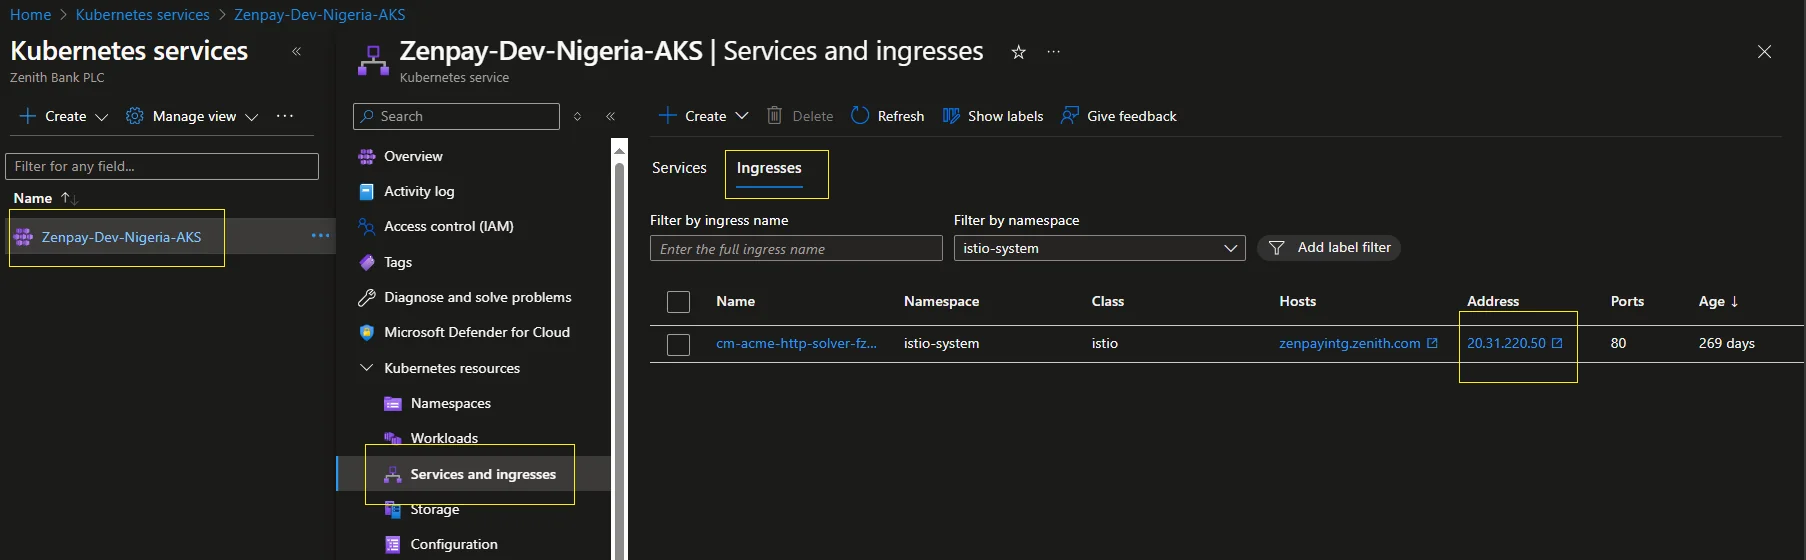 Home > Kubernetes services > Zenpay-Dev-Nigeria-AKS
Kubernetes services
Zenith Bank PLC
Create
Manage view
Filter for any field...
Name
Zenpay-Dev-Nigeria-AKS
Zenpay-Dev-Nigeria-AKS | Services and ingresses
Kubernetes service
Search
Overview
Activity log
Access control (IAM)
Tags
Diagnose and solve problems
Microsoft Defender for Cloud
Kubernetes resources
Namespaces
Workloads
Services and ingresses
Storage
Configuration
Create
Delete
Refresh
Show labels
Give feedback
Services
Ingresses
Filter by ingress name
Enter the full ingress name
Filter by namespace
istio-system
Add label filter
Name Namespace Class Hosts Address Ports Age ↓
cm-acme-http-solver-fz... istio-system istio zenpayintg.zenith.com 20.31.220.50 80 269 days